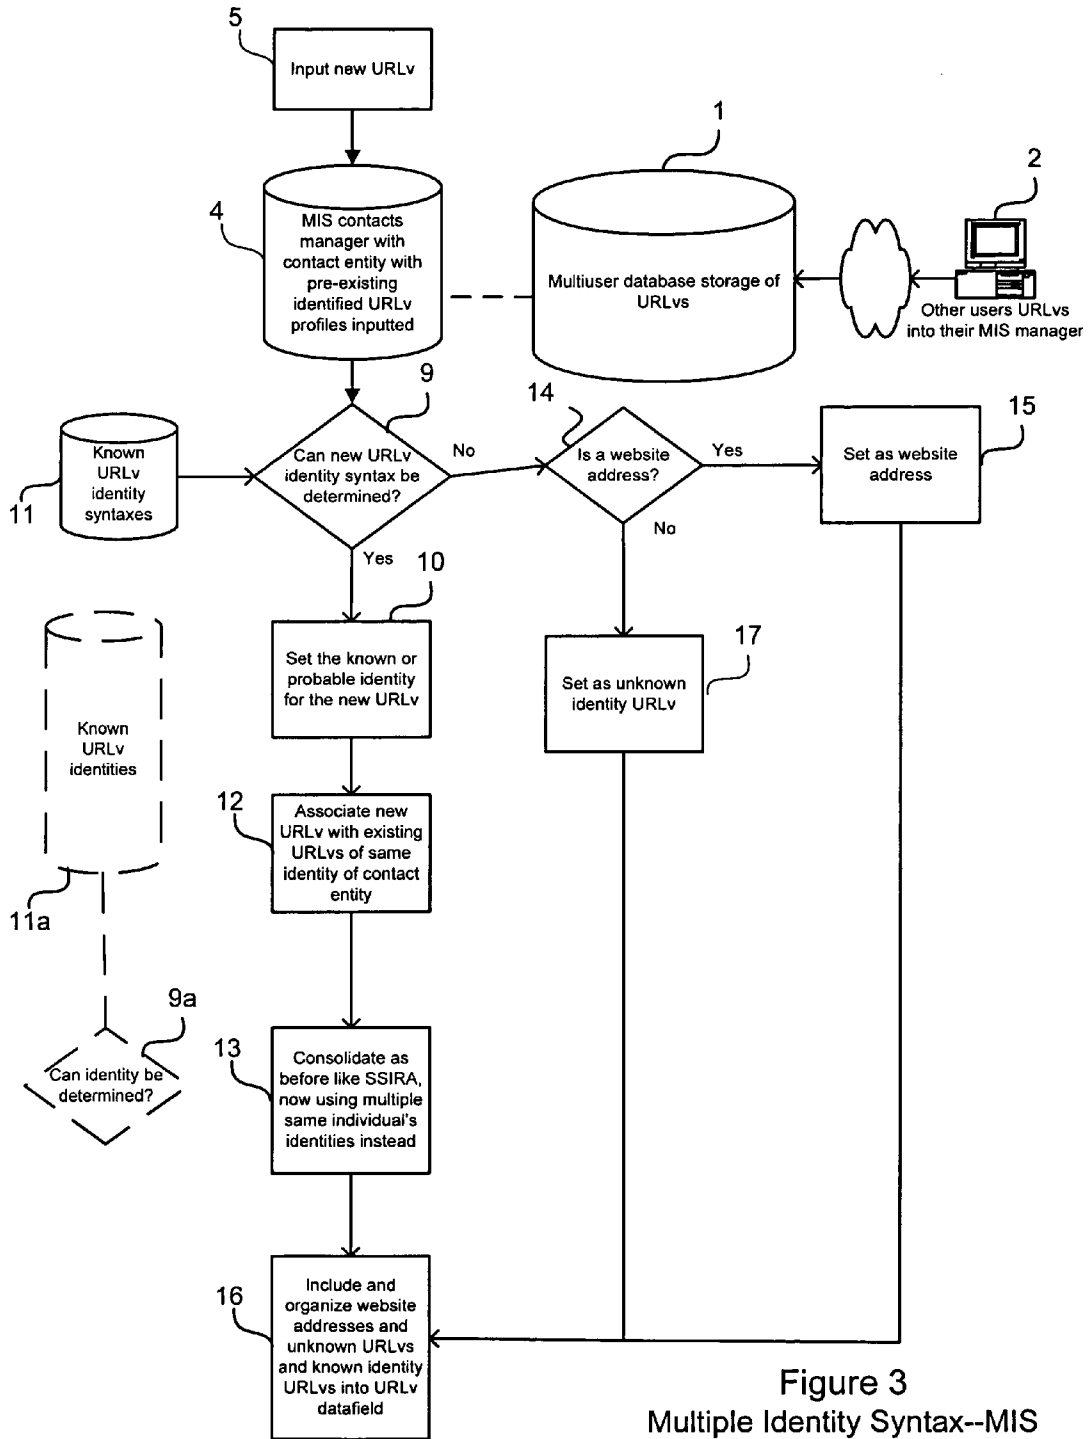 5
Input new URLv
1
2
4
MIS contacts
manager with
contact entity with
pre-existing
identified URLv
profiles inputted
Multiuser database storage of
URLvs
Other users URLvs
into their MIS manager
9
14
15
Known
URLv
identity
syntaxes
11
Can new URLv
identity syntax be
determined?
No
Is a website
address?
Yes
Set as website
address
Yes
No
10
17
Set the known or
probable identity
for the new URLv
Set as unknown
identity URLv
Known
URLv
identities
11a
12
Associate new
URLv with existing
URLvs of same
identity of contact
entity
9a
Can identity be
determined?
13
Consolidate as
before like SSIRA,
now using multiple
same individual's
identities instead
16
Include and
organize website
addresses and
unknown URLvs
and known identity
URLvs into URLv
datafield
Figure 3
Multiple Identity Syntax--MIS